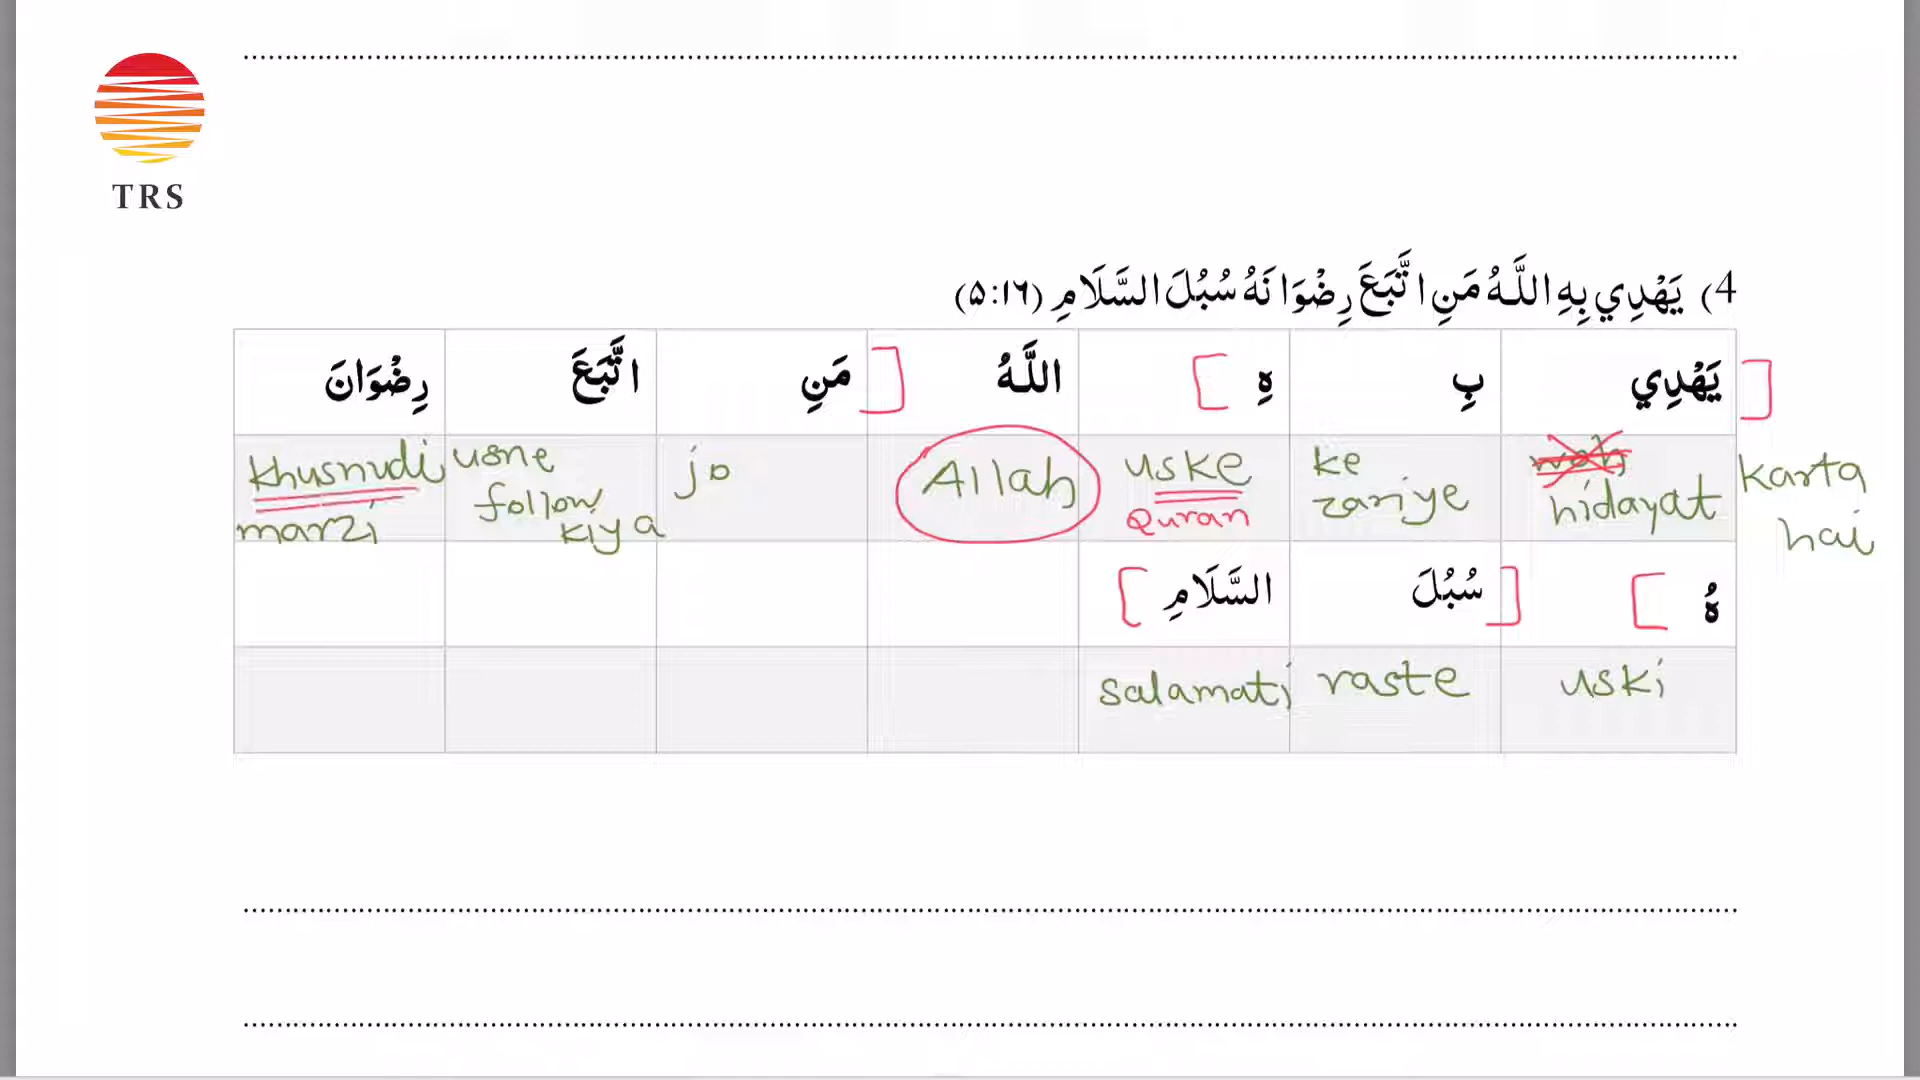 TRS
4) يَهْدِي بِهِ اللَّهُ مَنِ اتَّبَعَ رِضْوَانَهُ سُبُلَ السَّلَامِ (٥:١٦)
يَهْدِي بِ هِ [ اللَّهُ ] مَنِ اتَّبَعَ رِضْوَانَ
woh hidayat karta hai
ke zariye
uske Quran
Allah
jo
usne follow kiya
khusnudi marzi
هُ [ ] سُبُلَ السَّلَامِ [
uski
raste
salamati